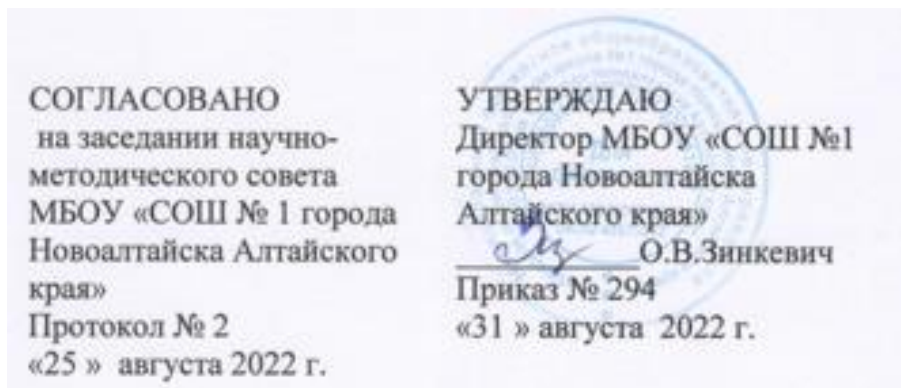 СОГЛАСОВАНО
на заседании научно-
методического совета
МБОУ «СОШ № 1 города
Новоалтайска Алтайского
края»
Протокол № 2
«25 » августа 2022 г.
УТВЕРЖДАЮ
Директор МБОУ «СОШ №1
города Новоалтайска
Алтайского края»
О.В.Зинкевич
Приказ № 294
«31 » августа 2022 г.